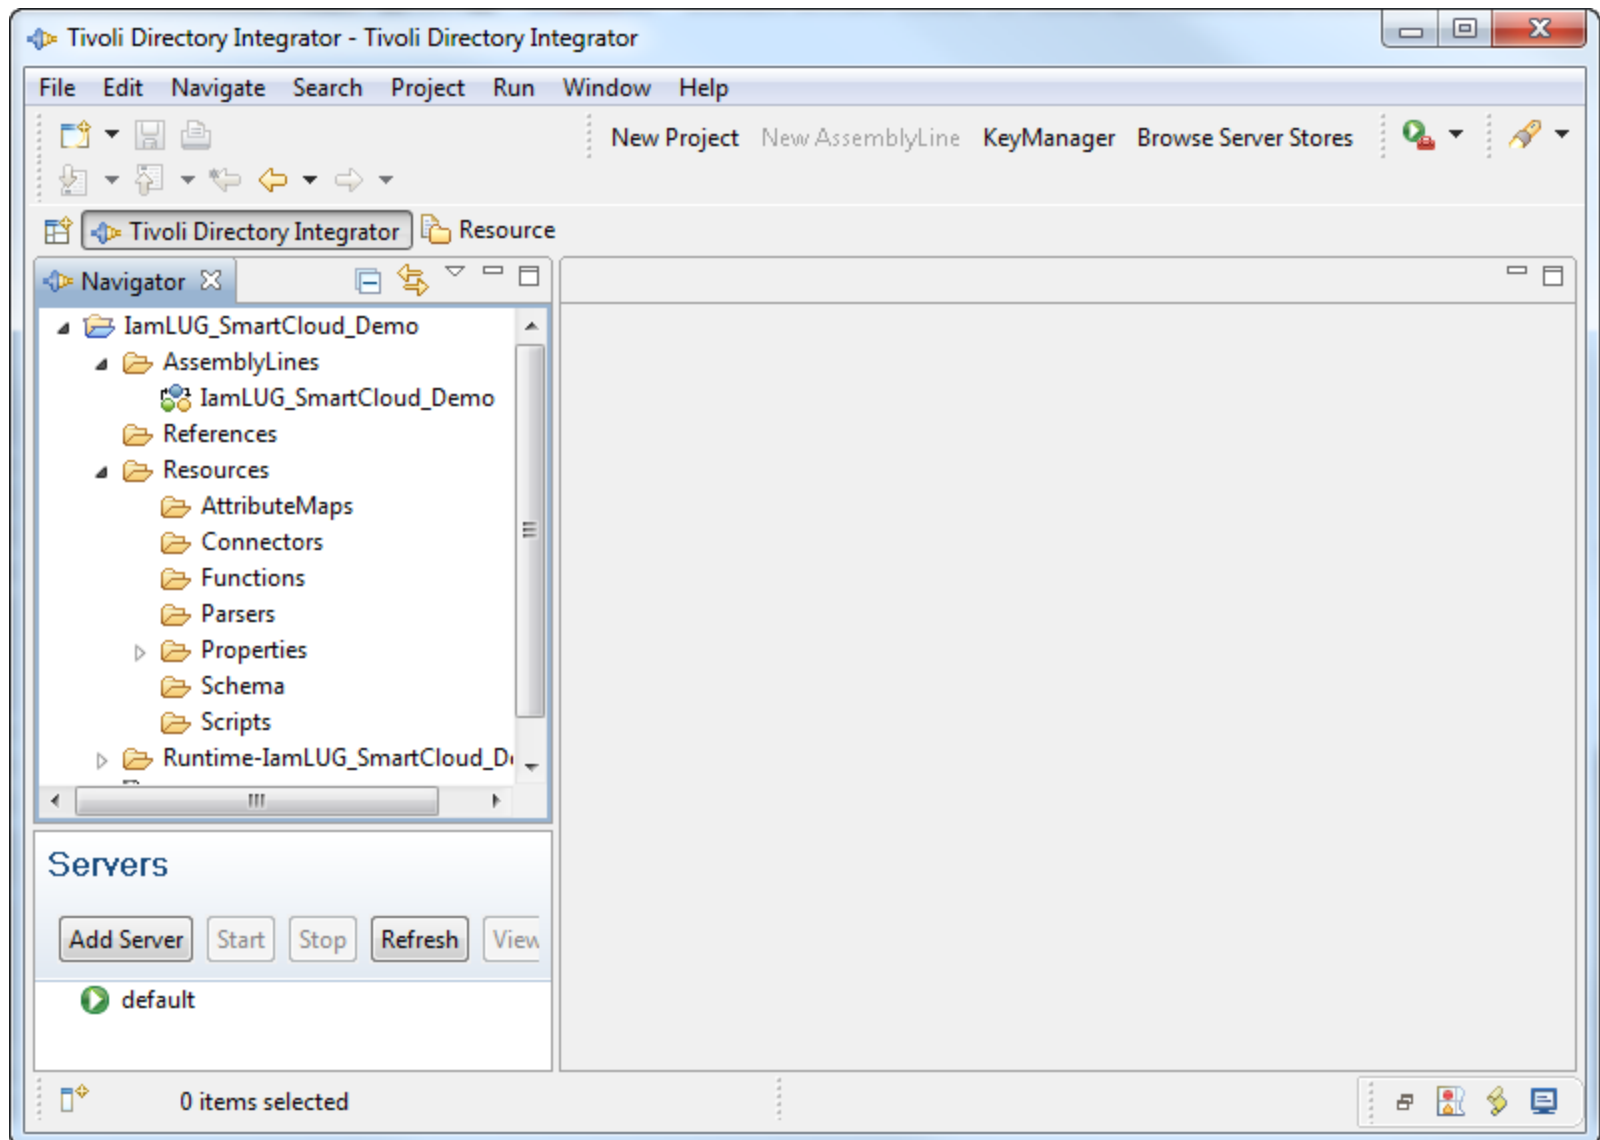 Tivoli Directory Integrator - Tivoli Directory Integrator
File Edit Navigate Search Project Run Window Help
New Project New AssemblyLine KeyManager Browse Server Stores
Tivoli Directory Integrator Resource
Navigator
IamLUG_SmartCloud_Demo
AssemblyLines
IamLUG_SmartCloud_Demo
References
Resources
AttributeMaps
Connectors
Functions
Parsers
Properties
Schema
Scripts
Runtime-IamLUG_SmartCloud_D
Servers
Add Server Start Stop Refresh View
default
0 items selected